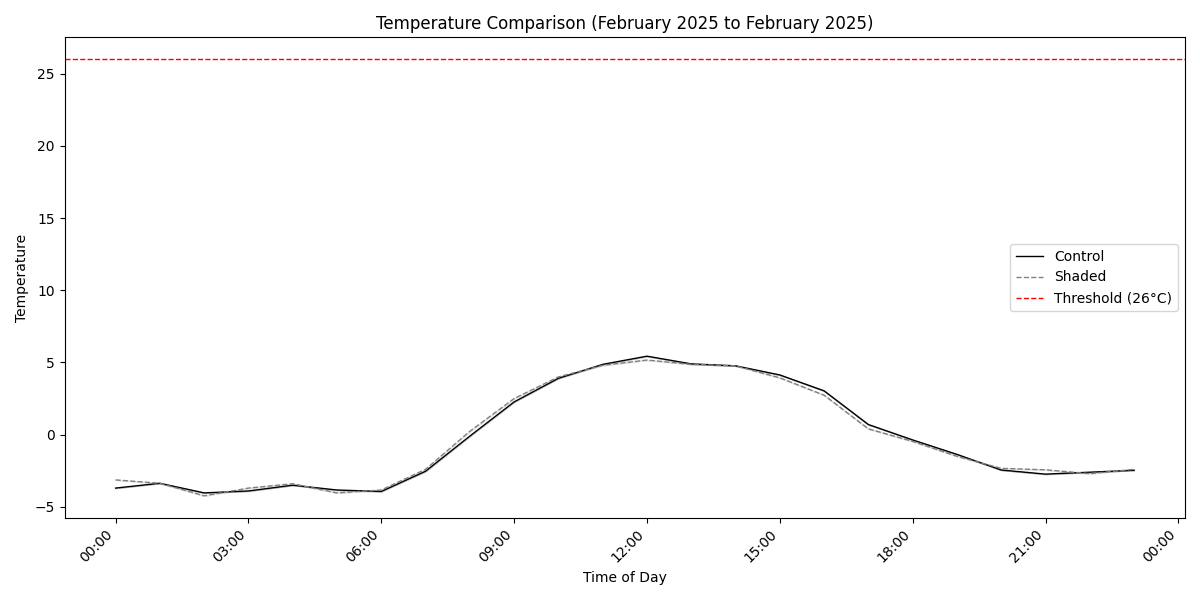 Temperature Comparison (February 2025 to February 2025)
Temperature
25
20
15
10
5
0
−5
Control
Shaded
Threshold (26°C)
00:00
03:00
06:00
09:00
12:00
15:00
18:00
21:00
00:00
Time of Day